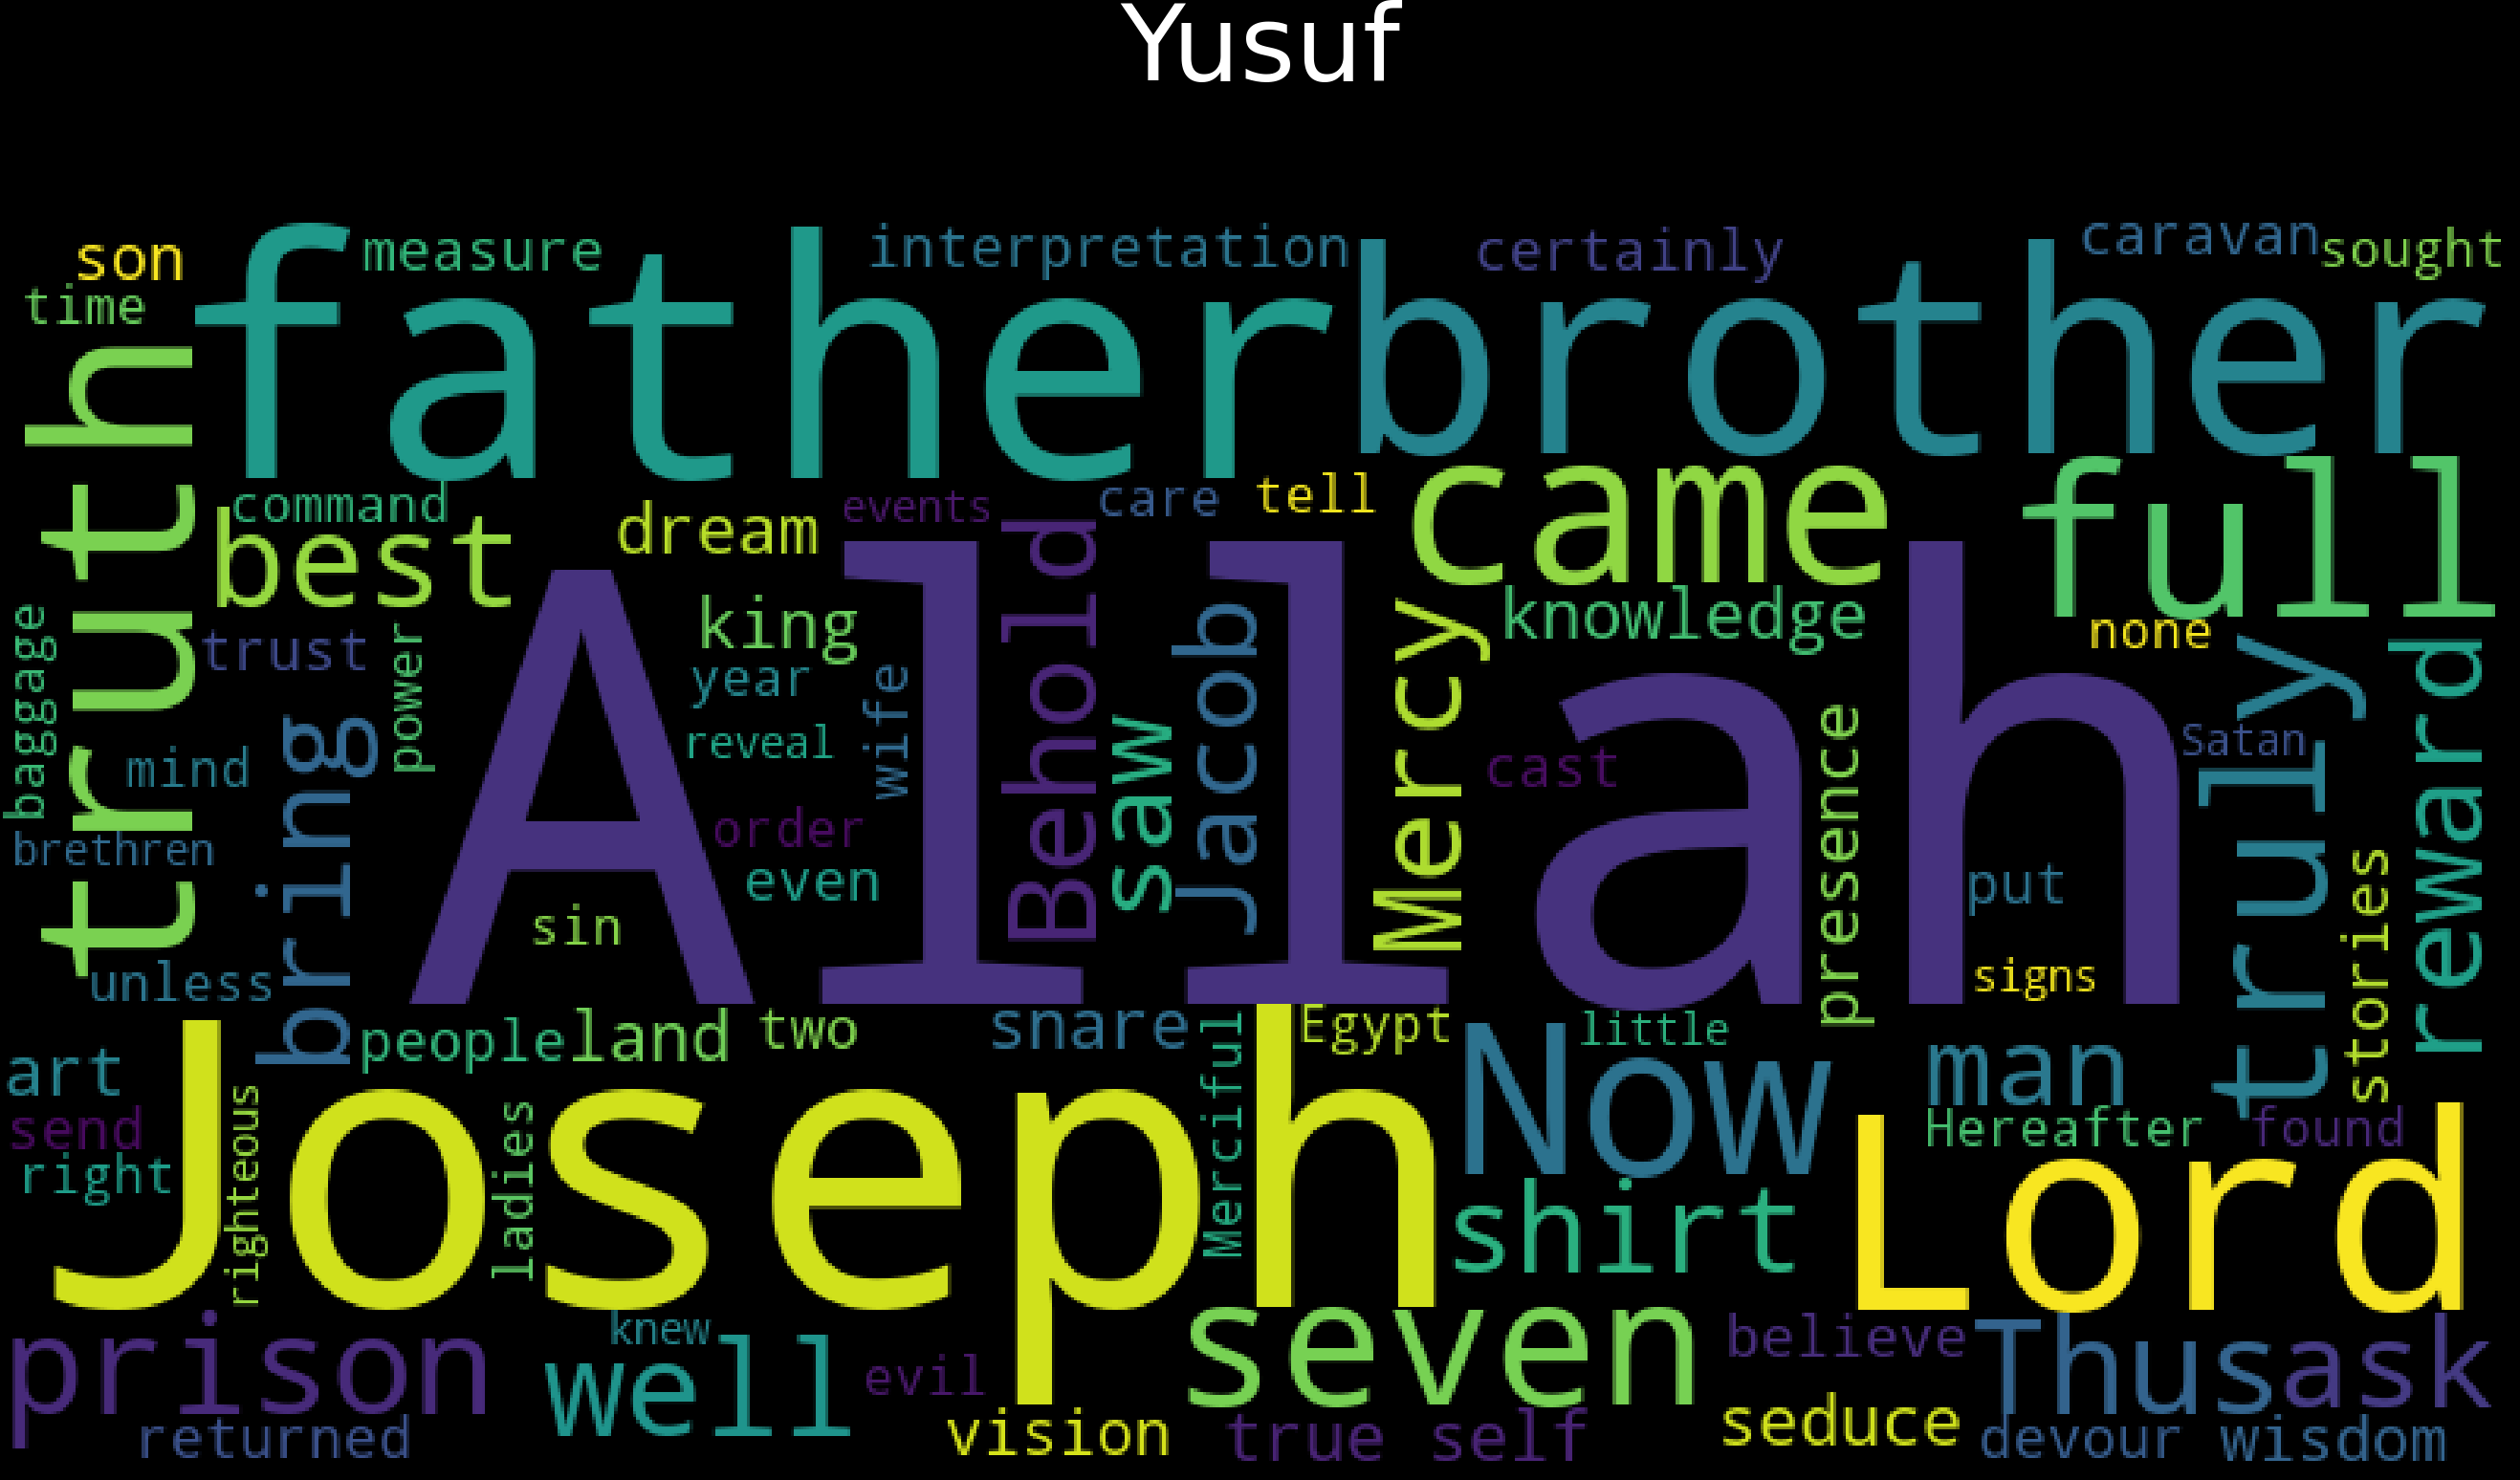 Yusuf
son measure interpretation certainly caravan sought
time father brother
truth command events care tell came full
best dream Allah Behold
king Jacob Mercy knowledge none
baggage trust power year wife saw presence truly reward
mind bring reveal cast Satan
brethren order even put stories
sin
unless signs
people land two snare Egypt little
art Joseph Merciful Now man
send righteous ladies Hereafter found
right shirt Lord
prison knew well evil seven believe Thus ask
returned vision true self seduce devour wisdom